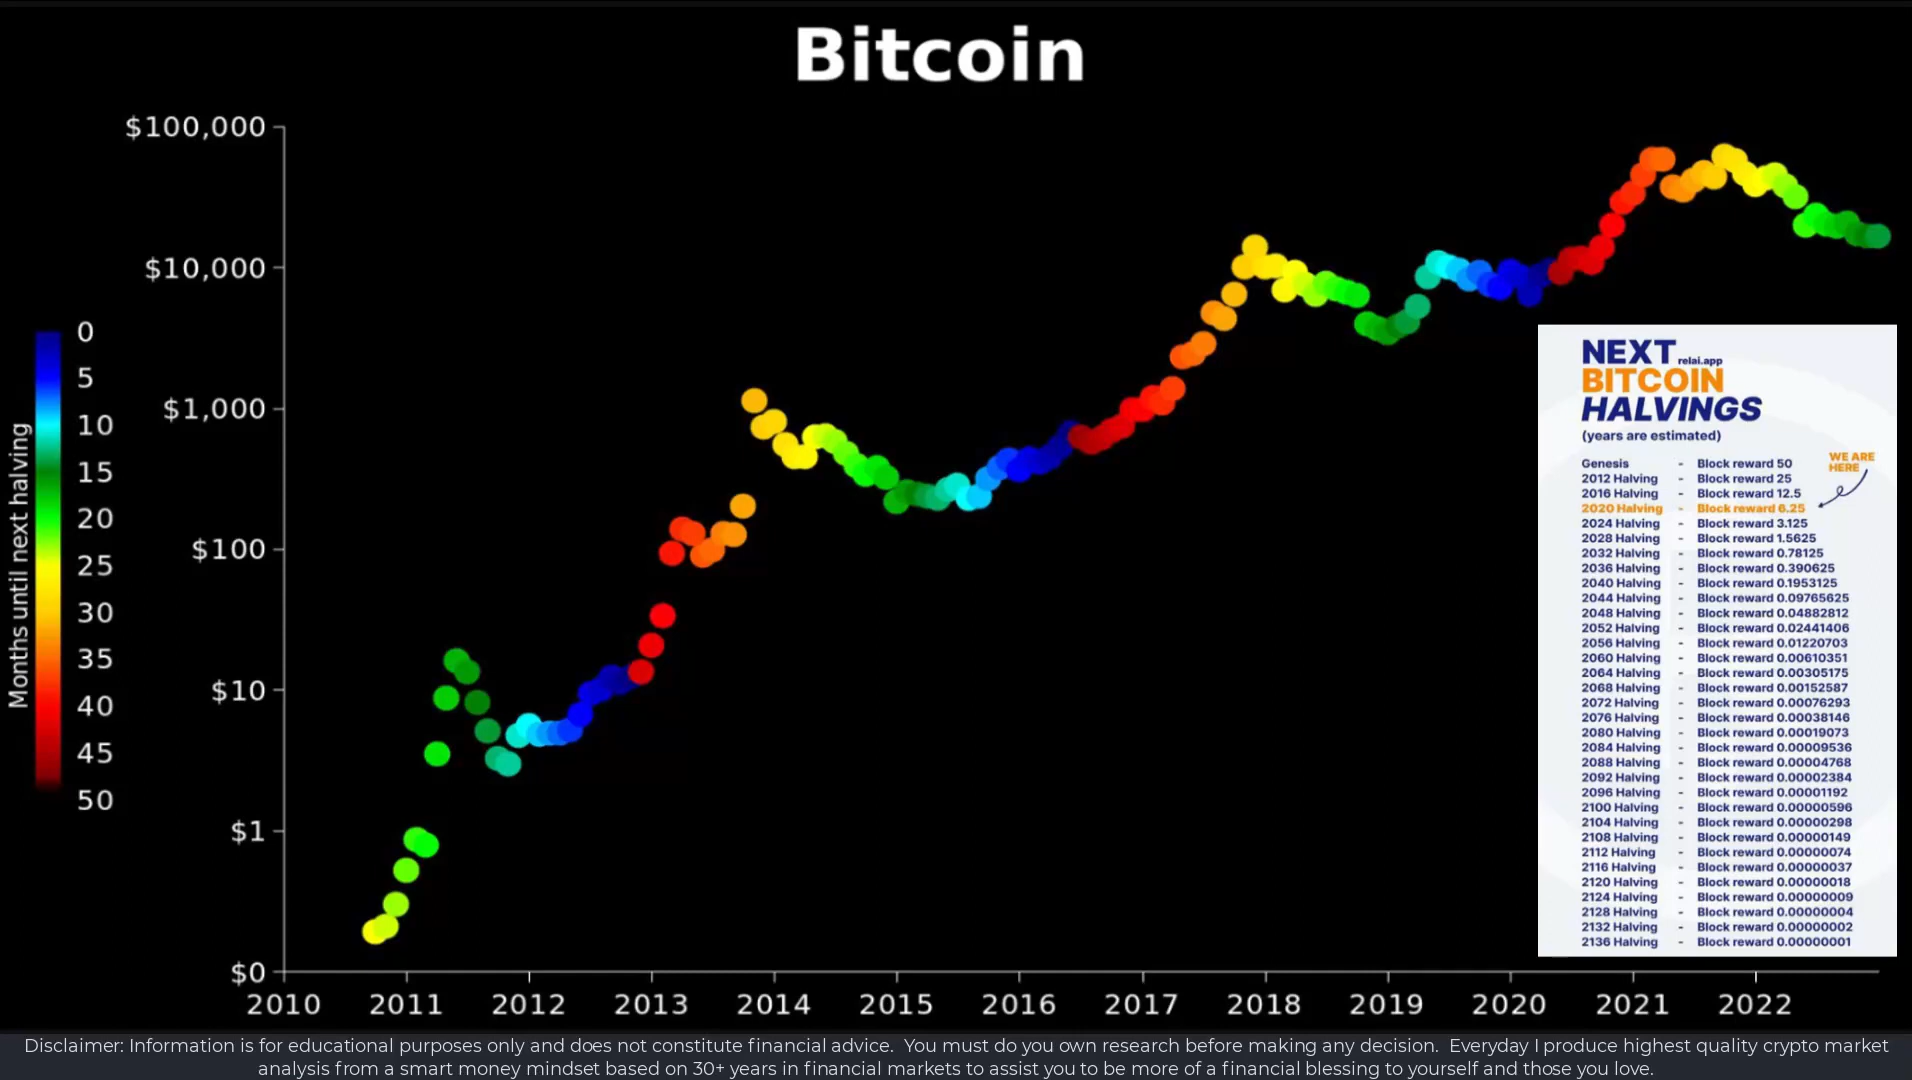 Bitcoin
$100,000
$10,000
$1,000
$100
$10
$1
$0
2010 2011 2012 2013 2014 2015 2016 2017 2018 2019 2020 2021 2022
Months until next halving
0
5
10
15
20
25
30
35
40
45
50
NEXT relai.app
BITCOIN
HALVINGS
(years are estimated)
WE ARE
HERE
Genesis - Block reward 50
2012 Halving - Block reward 25
2016 Halving - Block reward 12.5
2020 Halving - Block reward 6.25
2024 Halving - Block reward 3.125
2028 Halving - Block reward 1.5625
2032 Halving - Block reward 0.78125
2036 Halving - Block reward 0.390625
2040 Halving - Block reward 0.1953125
2044 Halving - Block reward 0.09765625
2048 Halving - Block reward 0.04882812
2052 Halving - Block reward 0.02441406
2056 Halving - Block reward 0.01220703
2060 Halving - Block reward 0.00610351
2064 Halving - Block reward 0.00305175
2068 Halving - Block reward 0.00152587
2072 Halving - Block reward 0.00076293
2076 Halving - Block reward 0.00038146
2080 Halving - Block reward 0.00019073
2084 Halving - Block reward 0.00009536
2088 Halving - Block reward 0.00004768
2092 Halving - Block reward 0.00002384
2096 Halving - Block reward 0.00001192
2100 Halving - Block reward 0.00000596
2104 Halving - Block reward 0.00000298
2108 Halving - Block reward 0.00000149
2112 Halving - Block reward 0.00000074
2116 Halving - Block reward 0.00000037
2120 Halving - Block reward 0.00000018
2124 Halving - Block reward 0.00000009
2128 Halving - Block reward 0.00000004
2132 Halving - Block reward 0.00000002
2136 Halving - Block reward 0.00000001
Disclaimer: Information is for educational purposes only and does not constitute financial advice.  You must do you own research before making any decision.  Everyday I produce highest quality crypto market
analysis from a smart money mindset based on 30+ years in financial markets to assist you to be more of a financial blessing to yourself and those you love.